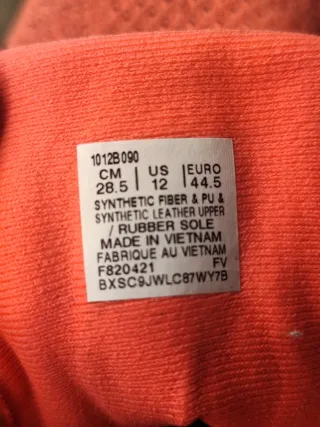 1012B090
CM US EURO
28.5 12 44.5
SYNTHETIC FIBER & PU &
SYNTHETIC LEATHER UPPER
/ RUBBER SOLE
MADE IN VIETNAM
FABRIQUE AU VIETNAM
F820421 FV
BXSC9JWLC87WY7B